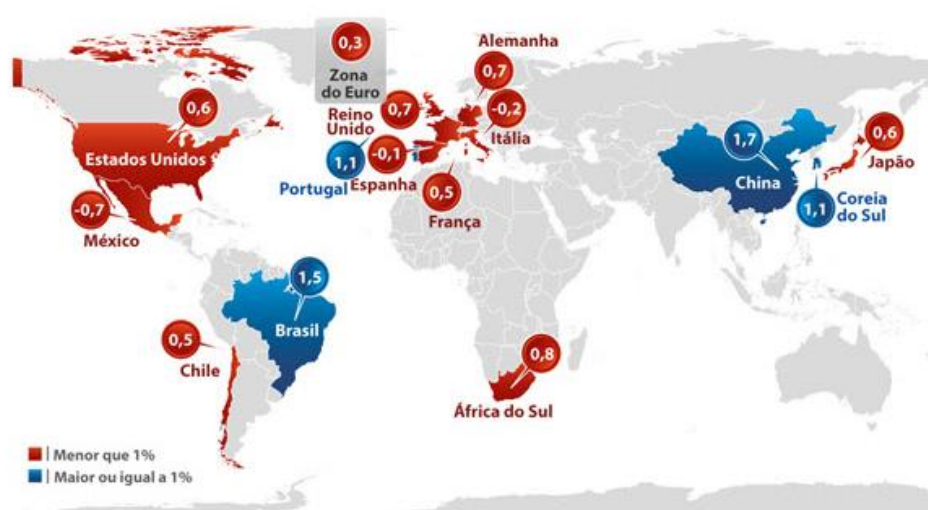 0,3
Zona
do Euro
Alemanha
0,7
0,6
Estados Unidos
Reino
Unido
0,7
-0,2
Itália
1,1
Portugal
-0,1
Espanha
0,5
França
1,7
China
0,6
Japão
1,1
Coreia
do Sul
-0,7
México
1,5
Brasil
0,5
Chile
0,8
África do Sul
| Menor que 1%
| Maior ou igual a 1%